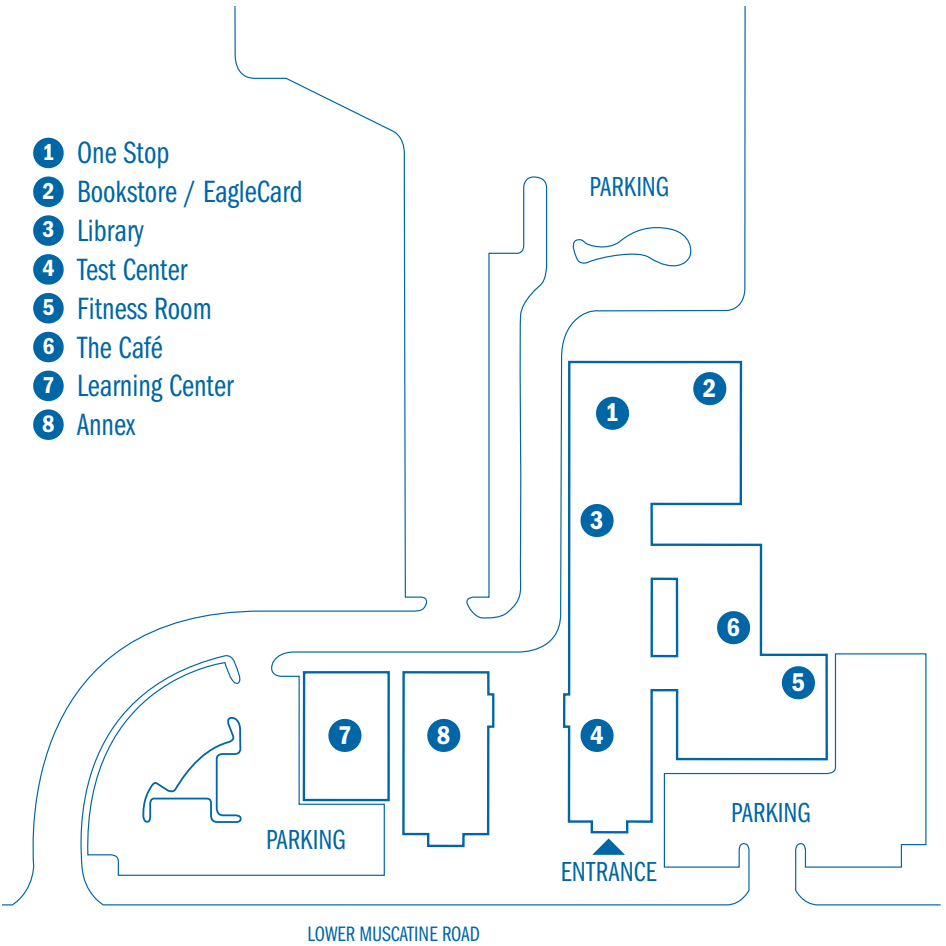 1 One Stop
2 Bookstore / EagleCard
3 Library
4 Test Center
5 Fitness Room
6 The Café
7 Learning Center
8 Annex
PARKING
2
1
3
6
5
7
8
4
PARKING
PARKING
ENTRANCE
LOWER MUSCATINE ROAD